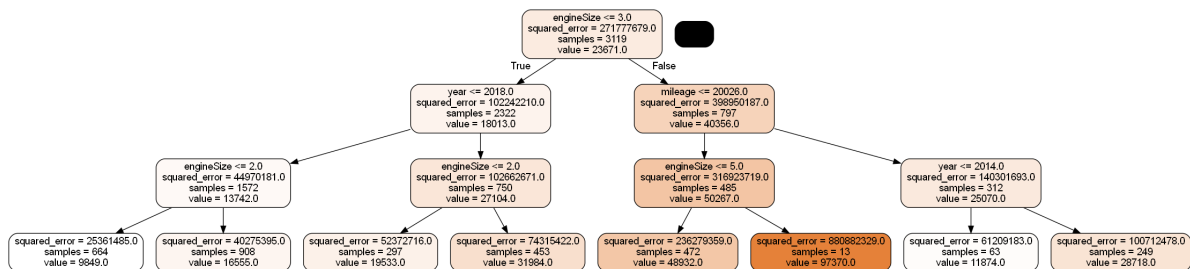 engineSize <= 3.0
squared_error = 271777679.0
samples = 3119
value = 23671.0
True
False
year <= 2018.0
squared_error = 102242210.0
samples = 2322
value = 18013.0
mileage <= 20026.0
squared_error = 398950187.0
samples = 797
value = 40356.0
engineSize <= 2.0
squared_error = 44970181.0
samples = 1572
value = 13742.0
engineSize <= 2.0
squared_error = 102662671.0
samples = 750
value = 27104.0
engineSize <= 5.0
squared_error = 316923719.0
samples = 485
value = 50267.0
year <= 2014.0
squared_error = 140301693.0
samples = 312
value = 25070.0
squared_error = 25361485.0
samples = 664
value = 9849.0
squared_error = 40275395.0
samples = 908
value = 16555.0
squared_error = 52372716.0
samples = 297
value = 19533.0
squared_error = 74315422.0
samples = 453
value = 31984.0
squared_error = 236279359.0
samples = 472
value = 48932.0
squared_error = 880882329.0
samples = 13
value = 97370.0
squared_error = 61209183.0
samples = 63
value = 11874.0
squared_error = 100712478.0
samples = 249
value = 28718.0